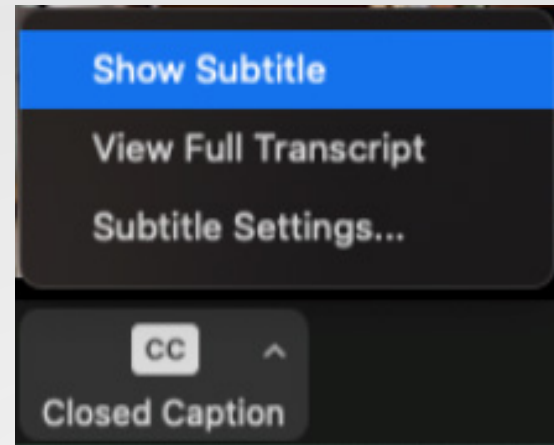 Show Subtitle
View Full Transcript
Subtitle Settings...
CC
Closed Caption